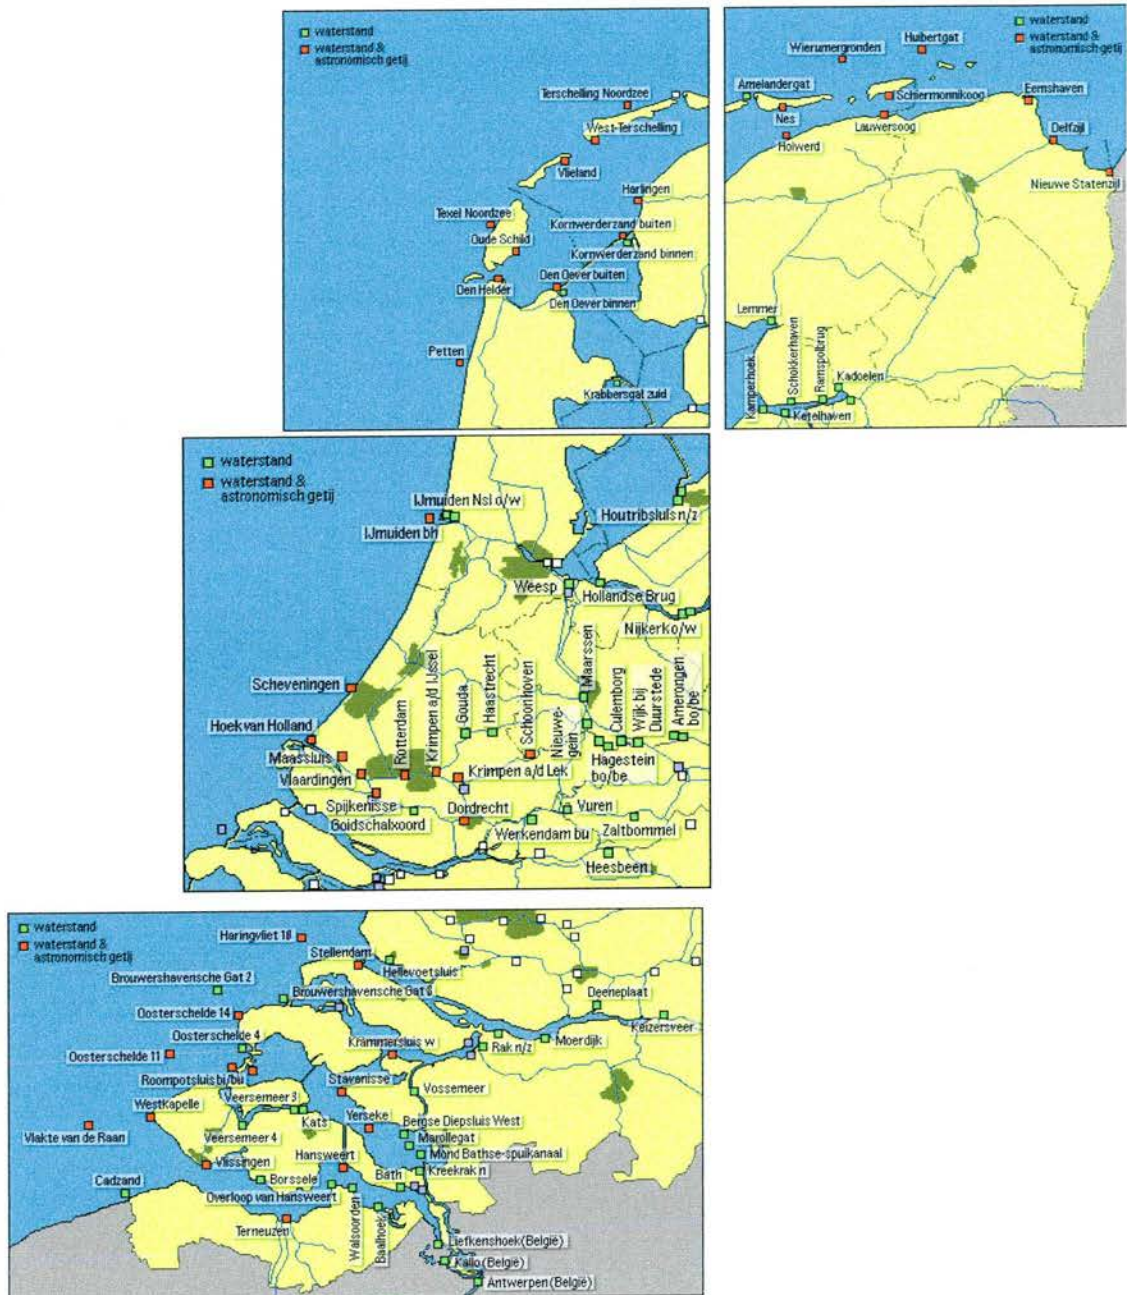 waterstand
waterstand &
astronomisch getij
Terschelling Noordzee
West-Terschelling
Vlieland
Harlingen
Texel Noordzee
Kornwerderzand buiten
Oude Schild
Kornwerderzand binnen
Den Oever buiten
Den Helder
Den Oever binnen
Petten
Krabbersgat zuid
waterstand
waterstand &
astronomisch getij
Huibertgat
Wierumergronden
Amelandergat
Schiermonnikoog
Eemshaven
Nes
Lauwersoog
Holwerd
Delfzijl
Nieuwe Statenzijl
Lemmer
Kamperhoek
Schokkerhaven
Ramspolbrug
Kadoelen
Ketelhaven
waterstand
waterstand &
astronomisch getij
IJmuiden Nsl o/w
IJmuiden bh
Houtribsluis n/z
Weesp
Hollandse Brug
Nijkerk o/w
Scheveningen
Hoek van Holland
Maassluis
Vlaardingen
Rotterdam
Krimpen a/d IJssel
Gouda
Haastrecht
Schoonhoven
Nieuwe-
gein
Maarssen
Culemborg
Wijk bij
Duurstede
Amerongen
bo/be
Hagestein
bo/be
Krimpen a/d Lek
Spijkenisse
Goidschalxoord
Dordrecht
Vuren
Werkendam bu
Zaltbommel
Heesbeen
waterstand
waterstand &
astronomisch getij
Haringvliet 10
Stellendam
Hellevoetsluis
Brouwershavensche Gat 2
Brouwershavensche Gat 8
Deeneplaat
Oosterschelde 14
Keizersveer
Oosterschelde 4
Krammersluis w
Rak n/z
Moerdijk
Oosterschelde 11
Roompotsluis bi/bu
Stavenisse
Vossemeer
Veersemeer 3
Westkapelle
Kats
Yerseke
Bergse Diepsluis West
Vlakte van de Raan
Veersemeer 4
Marollegat
Mond Bathse-spuikanaal
Hansweert
Vlissingen
Kreekrak n
Borssele
Bath
Cadzand
Overloop van Hansweert
Walsoorden
Baalhoek
Terneuzen
Liefkenshoek (België)
Kallo (België)
Antwerpen (België)